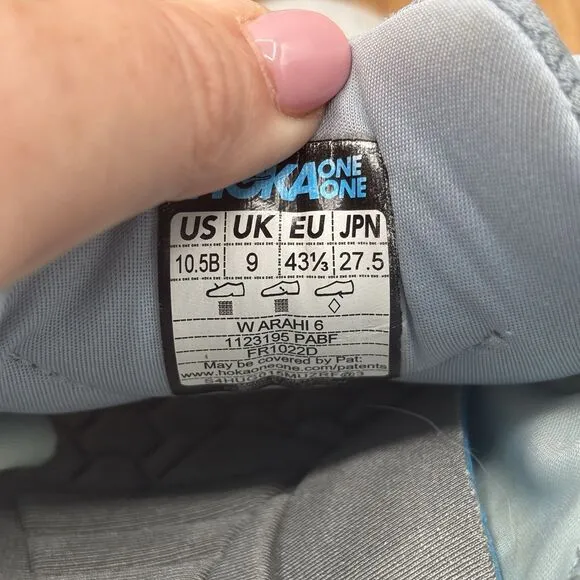 HOKA ONE ONE
US UK EU JPN
10.5B 9 43⅓ 27.5
W ARAHI 6
1123195 PABF
FR1022D
May be covered by Pat:
www.hokaoneone.com/patents